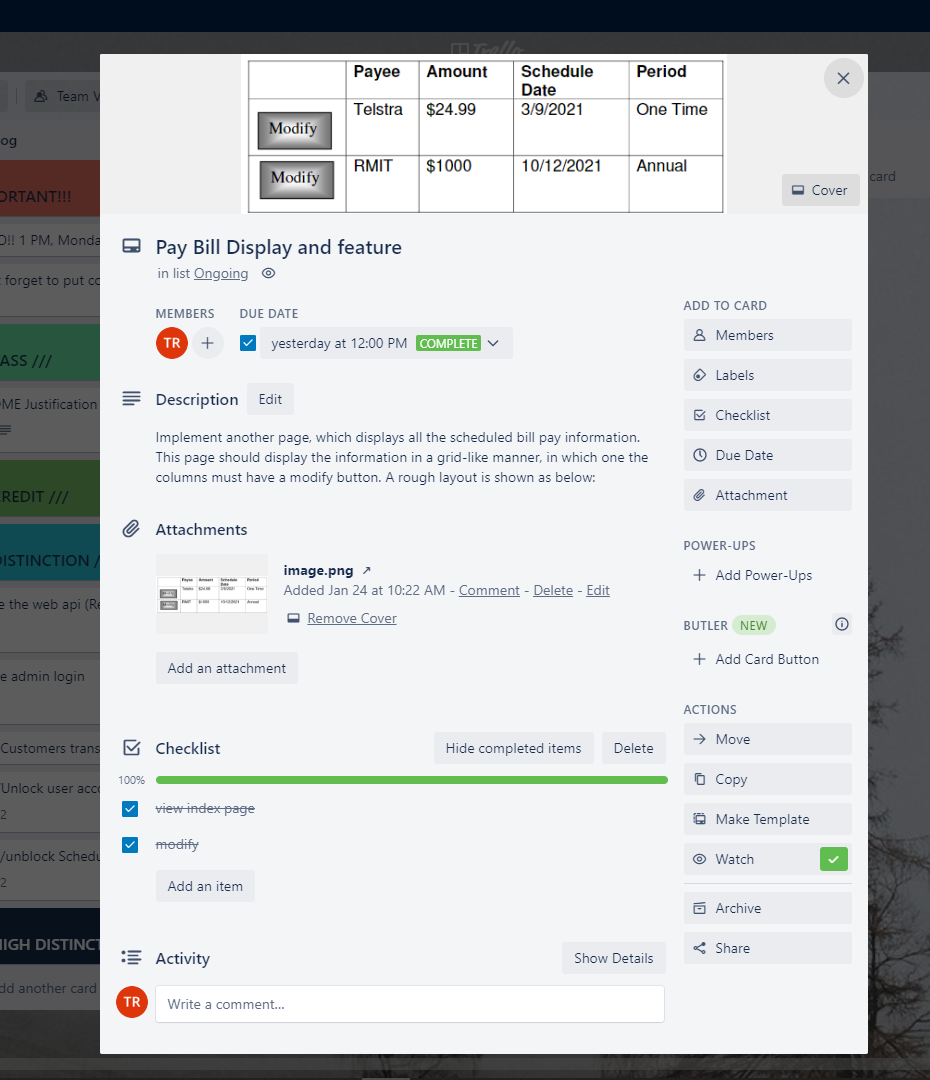 Trello
Payee Amount Schedule Date Period
Modify Telstra $24.99 3/9/2021 One Time
Modify RMIT $1000 10/12/2021 Annual
Cover
Team V
og
ORTANT!!!
card
D!! 1 PM, Monda
t forget to put co
ASS ///
ME Justification
REDIT ///
DISTINCTION /
e the web api (Re
e admin login
Customers trans
/Unlock user acco
2
/unblock Schedu
2
HIGH DISTINCT
dd another card
Pay Bill Display and feature
in list Ongoing
MEMBERS DUE DATE
TR yesterday at 12:00 PM COMPLETE
Description Edit
Implement another page, which displays all the scheduled bill pay information.
This page should display the information in a grid-like manner, in which one the
columns must have a modify button. A rough layout is shown as below:
Attachments
image.png ↗
Added Jan 24 at 10:22 AM - Comment - Delete - Edit
Remove Cover
Add an attachment
Checklist Hide completed items Delete
100%
view index page
modify
Add an item
Activity Show Details
TR Write a comment...
ADD TO CARD
Members
Labels
Checklist
Due Date
Attachment
POWER-UPS
Add Power-Ups
BUTLER NEW
Add Card Button
ACTIONS
Move
Copy
Make Template
Watch
Archive
Share